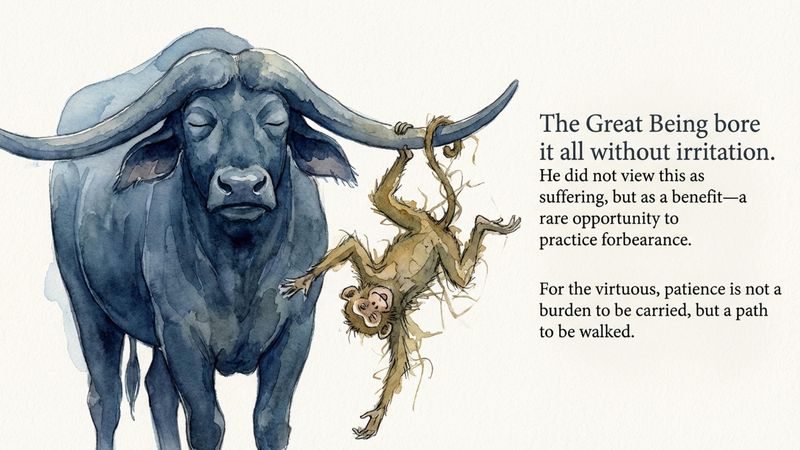 The Great Being bore
it all without irritation.
He did not view this as
suffering, but as a benefit—a
rare opportunity to
practice forbearance.
For the virtuous, patience is not a
burden to be carried, but a path
to be walked.